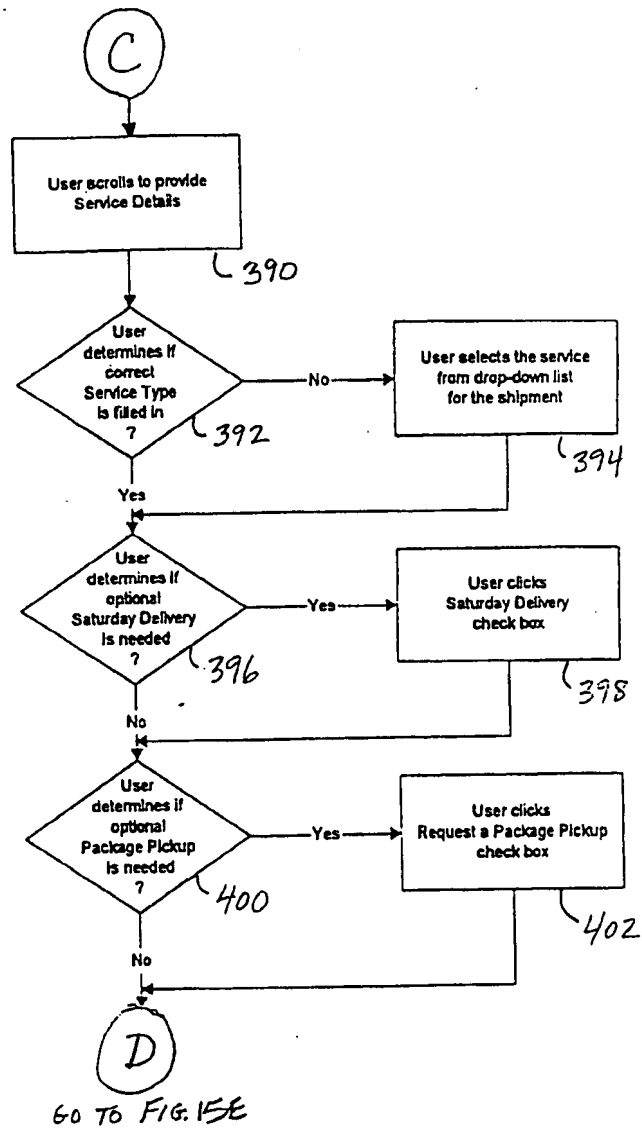 C
User scrolls to provide
Service Details
390
User
determines if
correct
Service Type
is filled in
?
392
No
User selects the service
from drop-down list
for the shipment
394
Yes
User
determines if
optional
Saturday Delivery
is needed
?
396
Yes
User clicks
Saturday Delivery
check box
398
No
User
determines if
optional
Package Pickup
is needed
?
400
Yes
User clicks
Request a Package Pickup
check box
402
No
D
GO TO FIG. 15E